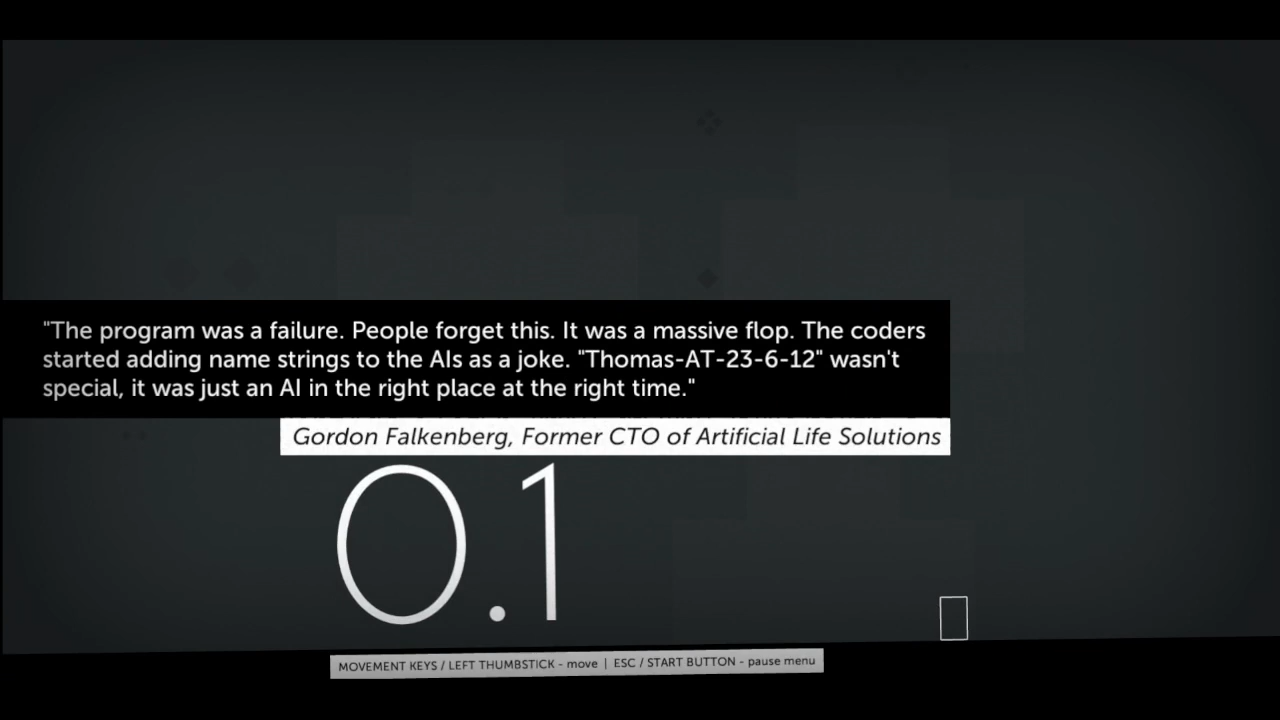 "The program was a failure. People forget this. It was a massive flop. The coders
started adding name strings to the AIs as a joke. "Thomas-AT-23-6-12" wasn't
special, it was just an AI in the right place at the right time."
Gordon Falkenberg, Former CTO of Artificial Life Solutions
0.1
MOVEMENT KEYS / LEFT THUMBSTICK - move | ESC / START BUTTON - pause menu